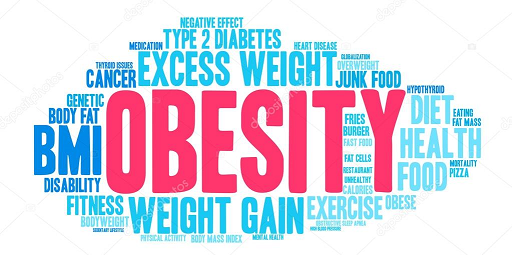 NEGATIVE EFFECT
MEDICATION
TYPE 2 DIABETES
HEART DISEASE
GLOBALIZATION
THYROID ISSUES
EXCESS WEIGHT
OVERWEIGHT
CANCER
JUNK FOOD
HYPOTHYROID
GENETIC
BODY FAT
OBESITY
FRIES
BURGER
FAST FOOD
DIET
EATING
FAT MASS
BMI
HEALTH
FAT CELLS
RESTAURANT
UNHEALTHY
CALORIES
FOOD
MORTALITY
PIZZA
DISABILITY
FITNESS
WEIGHT GAIN
EXERCISE
OBESE
BODYWEIGHT
SEDENTARY LIFESTYLE
OBSTRUCTIVE SLEEP APNEA
HIGH BLOOD PRESSURE
PHYSICAL ACTIVITY
BODY MASS INDEX
MENTAL HEALTH